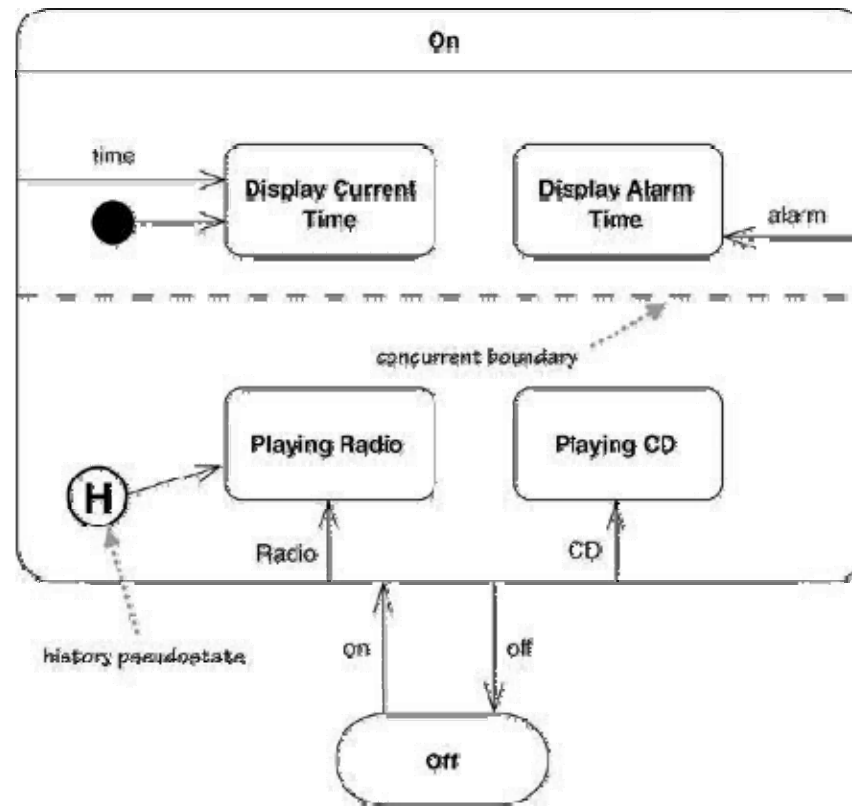 On
time
Display Current
Time
Display Alarm
Time
alarm
concurrent boundary
Playing Radio
Playing CD
H
Radio
CD
history pseudostate
on
off
Off